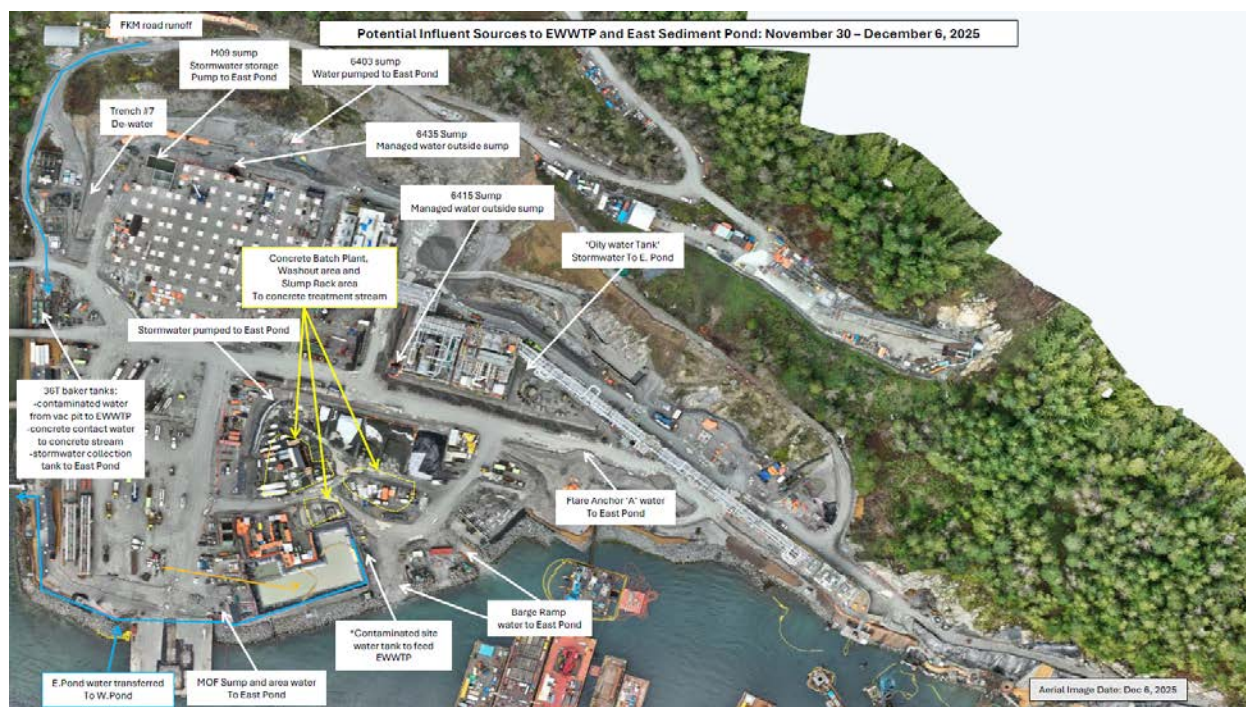 Potential Influent Sources to EWWTP and East Sediment Pond: November 30 – December 6, 2025
FKM road runoff
M09 sump
Stormwater storage
Pump to East Pond
6403 sump
Water pumped to East Pond
Trench #7
De-water
6435 Sump
Managed water outside sump
6415 Sump
Managed water outside sump
'Oily water Tank'
Stormwater To E. Pond
Concrete Batch Plant,
Washout area and
Slump Rack area
To concrete treatment stream
Stormwater pumped to East Pond
36T baker tanks:
-contaminated water
from vac pit to EWWTP
-concrete contact water
to concrete stream
-stormwater collection
tank to East Pond
Flare Anchor 'A' water
To East Pond
Barge Ramp
water to East Pond
*Contaminated site
water tank to feed
EWWTP
E.Pond water transferred
To W.Pond
MOF Sump and area water
To East Pond
Aerial Image Date: Dec 6, 2025